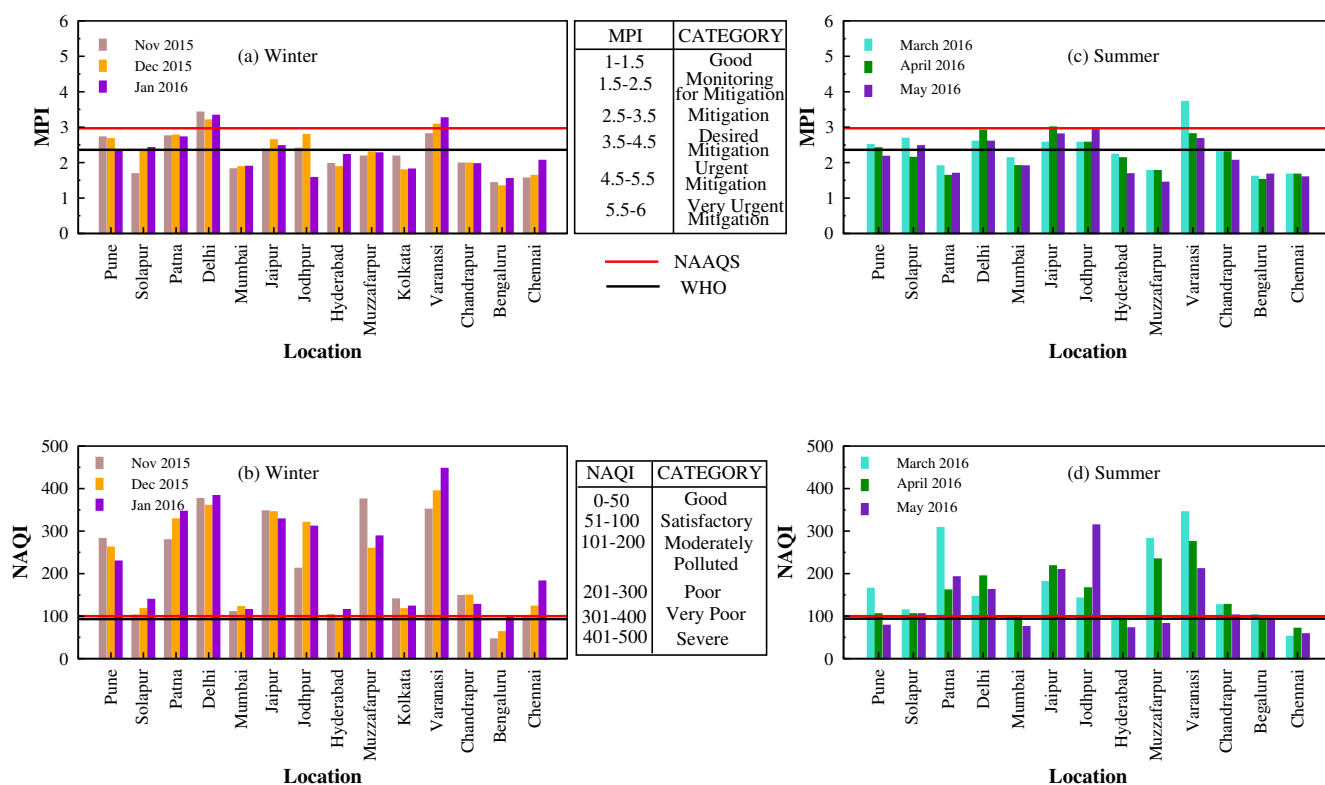 6
5
4
3
2
1
0
MPI
Nov 2015
Dec 2015
Jan 2016
(a) Winter
Pune
Solapur
Patna
Delhi
Mumbai
Jaipur
Jodhpur
Hyderabad
Muzzafarpur
Kolkata
Varanasi
Chandrapur
Bengaluru
Chennai
Location
MPI CATEGORY
1-1.5 Good
1.5-2.5 Monitoring
for Mitigation
2.5-3.5 Mitigation
3.5-4.5 Desired
Mitigation
4.5-5.5 Urgent
Mitigation
5.5-6 Very Urgent
Mitigation
NAAQS
WHO
6
5
4
3
2
1
0
MPI
March 2016
April 2016
May 2016
(c) Summer
Pune
Solapur
Patna
Delhi
Mumbai
Jaipur
Jodhpur
Hyderabad
Muzzafarpur
Varanasi
Chandrapur
Bengaluru
Chennai
Location
500
400
300
200
100
0
NAQI
Nov 2015
Dec 2015
Jan 2016
(b) Winter
Pune
Solapur
Patna
Delhi
Mumbai
Jaipur
Jodhpur
Hyderabad
Muzzafarpur
Kolkata
Varanasi
Chandrapur
Bengaluru
Chennai
Location
NAQI CATEGORY
0-50 Good
51-100 Satisfactory
101-200 Moderately
Polluted
201-300 Poor
301-400 Very Poor
401-500 Severe
500
400
300
200
100
0
NAQI
March 2016
April 2016
May 2016
(d) Summer
Pune
Solapur
Patna
Delhi
Mumbai
Jaipur
Jodhpur
Hyderabad
Muzzafarpur
Varanasi
Chandrapur
Begaluru
Chennai
Location